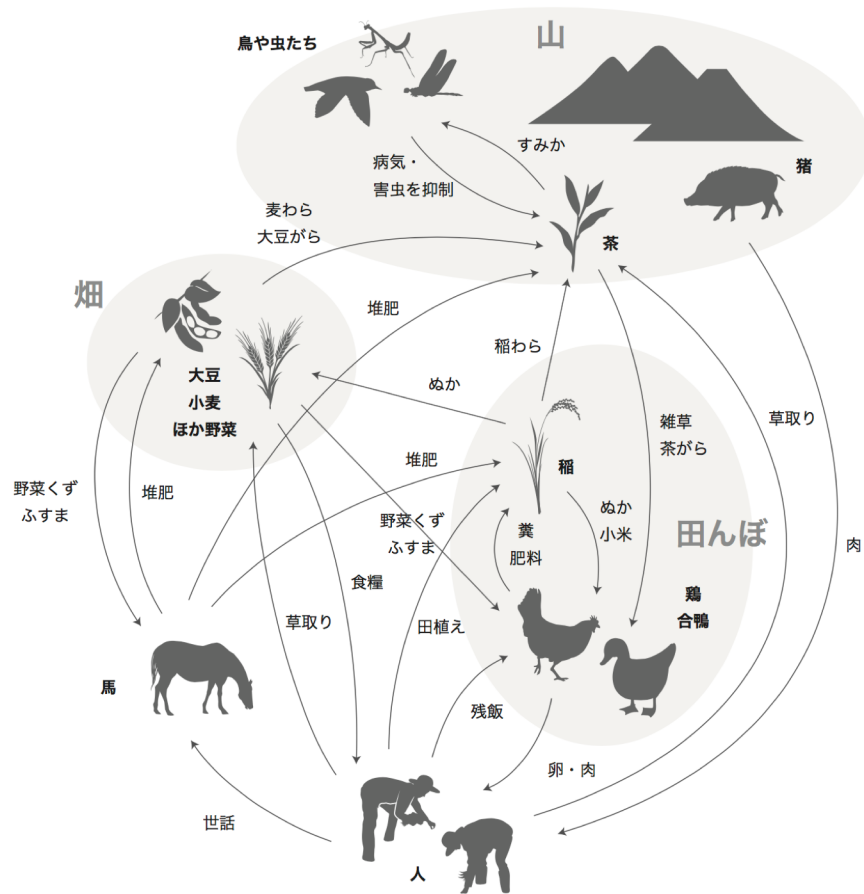 鳥や虫たち
山
すみか
病気・
害虫を抑制
猪
麦わら
大豆がら
茶
畑
堆肥
稲わら
ぬか
大豆
小麦
ほか野菜
雑草
茶がら
草取り
堆肥
稲
野菜くず
ふすま
堆肥
野菜くず
ふすま
糞
肥料
ぬか
小米
田んぼ
肉
食糧
鶏
合鴨
草取り
田植え
馬
残飯
卵・肉
世話
人